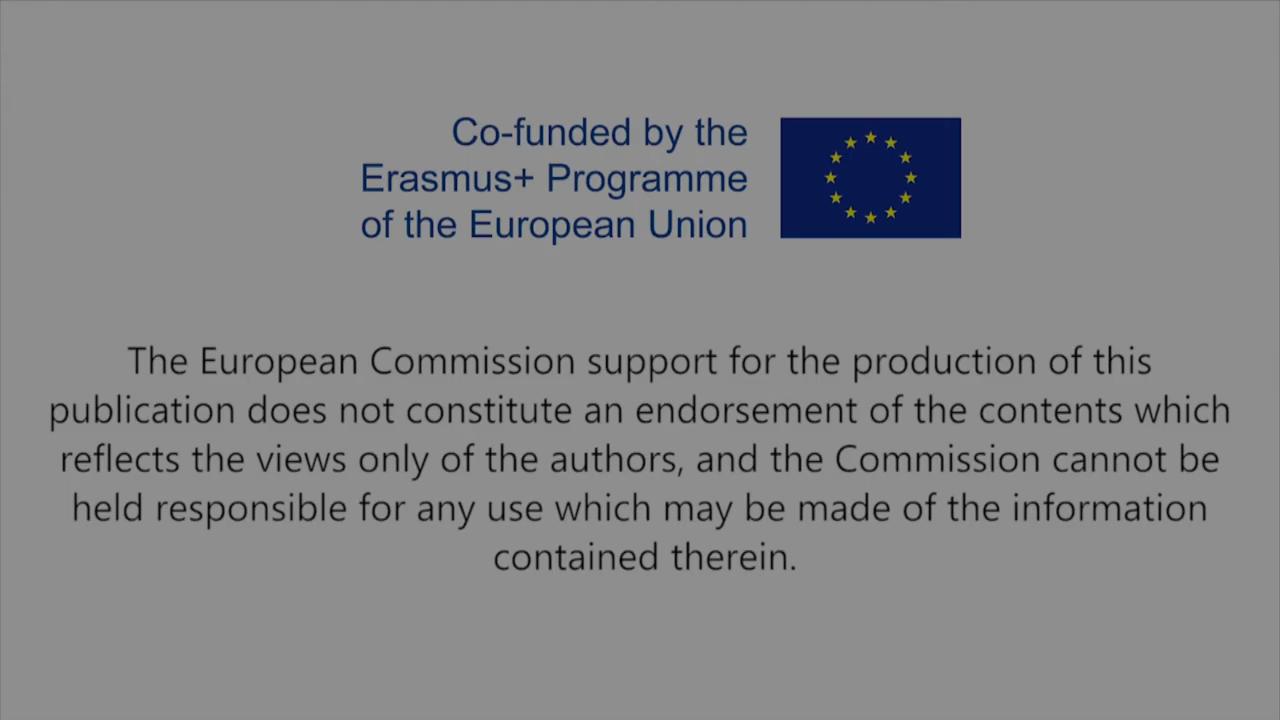 Co-funded by the
Erasmus+ Programme
of the European Union
The European Commission support for the production of this
publication does not constitute an endorsement of the contents which
reflects the views only of the authors, and the Commission cannot be
held responsible for any use which may be made of the information
contained therein.